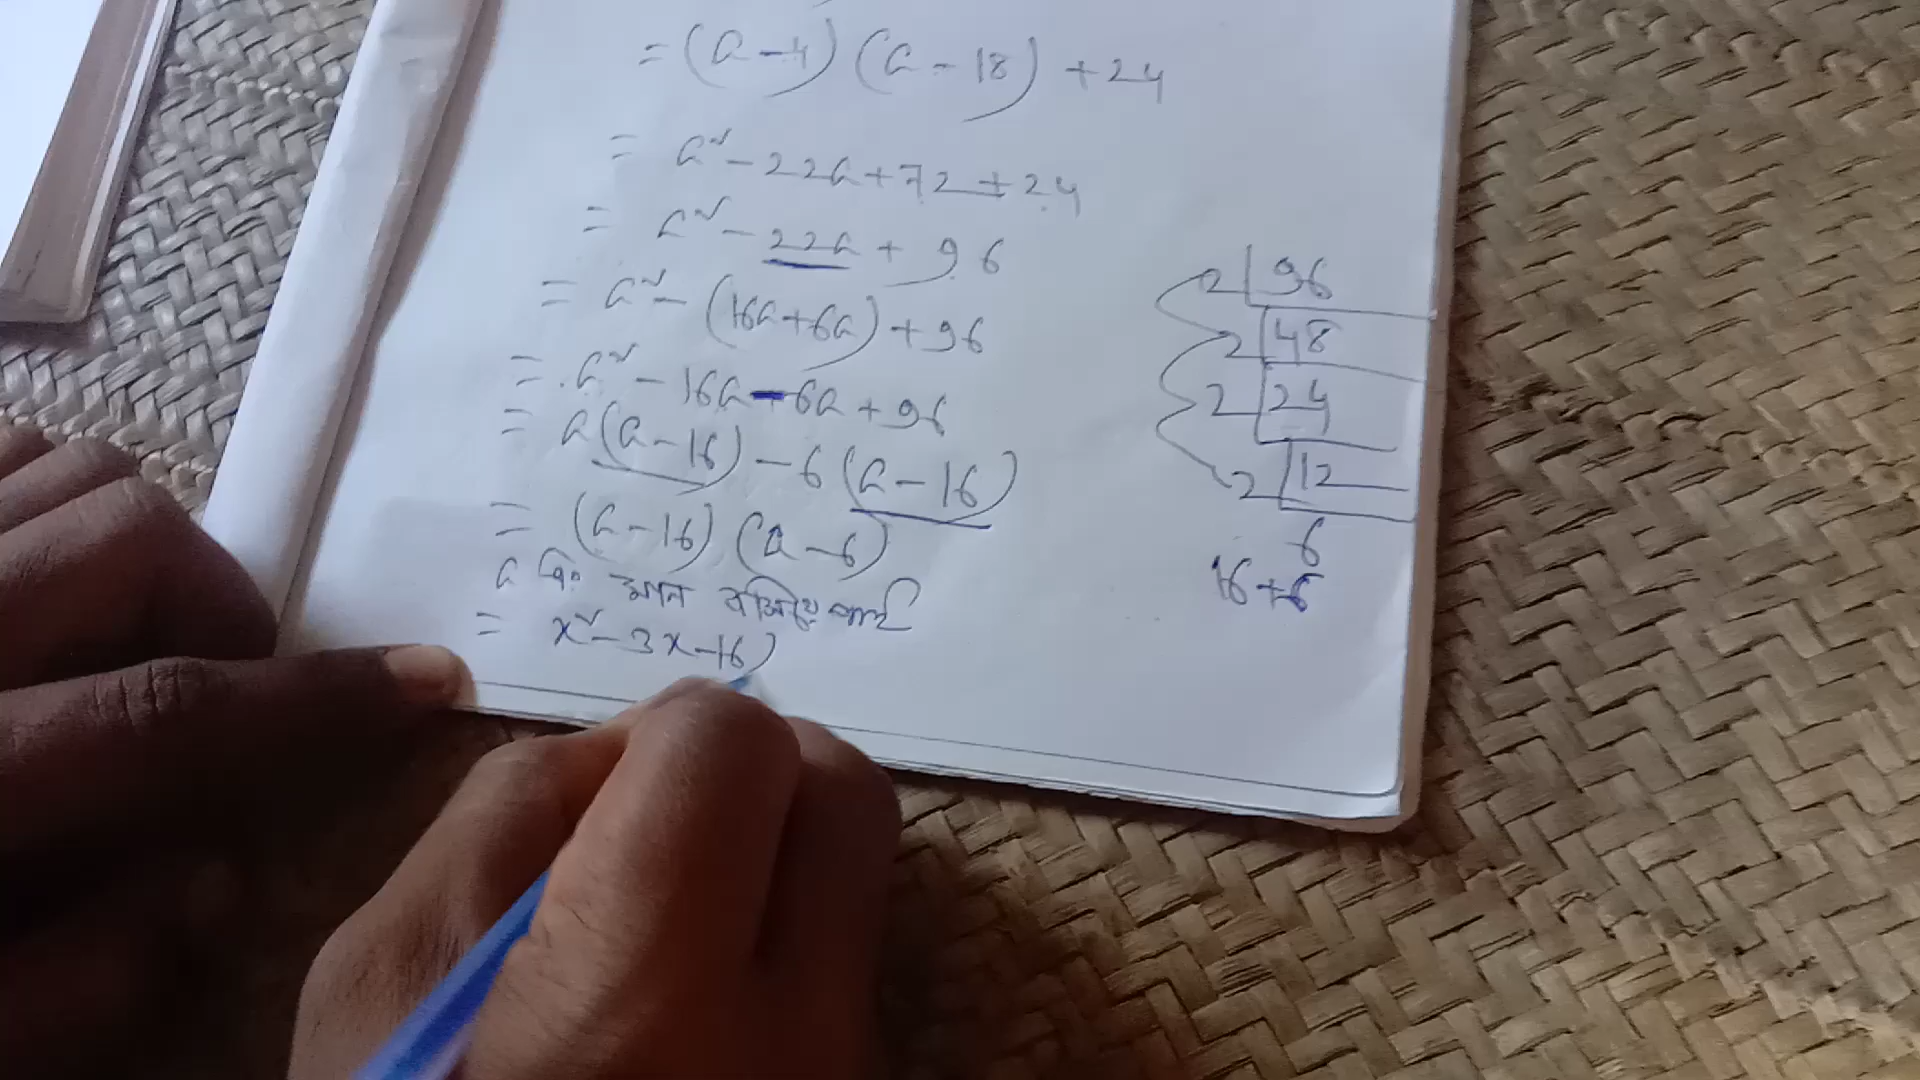 = (a - 4) (a - 18) + 24
= a² - 22a + 72 + 24
= a² - 22a + 96
= a² - (16a + 6a) + 96
= a² - 16a - 6a + 96
= a(a - 16) - 6(a - 16)
= (a - 16) (a - 6)
a এর মান বসিয়ে পাই
= x² - 3x - 16)
2 | 96
2 | 48
2 | 24
2 | 12
6
16 + 6